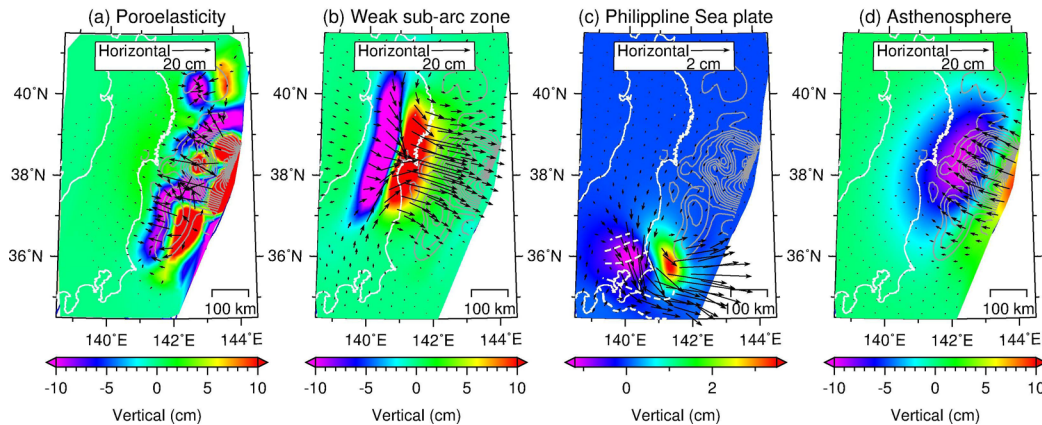 (a) Poroelasticity
(b) Weak sub-arc zone
(c) Philippline Sea plate
(d) Asthenosphere
Horizontal
20 cm
Horizontal
20 cm
Horizontal
2 cm
Horizontal
20 cm
40°N
38°N
36°N
40°N
38°N
36°N
40°N
38°N
36°N
40°N
38°N
36°N
100 km
100 km
100 km
100 km
140°E 142°E 144°E
140°E 142°E 144°E
140°E 142°E 144°E
140°E 142°E 144°E
-10 -5 0 5 10
-10 -5 0 5 10
0 2
-10 -5 0 5 10
Vertical (cm)
Vertical (cm)
Vertical (cm)
Vertical (cm)